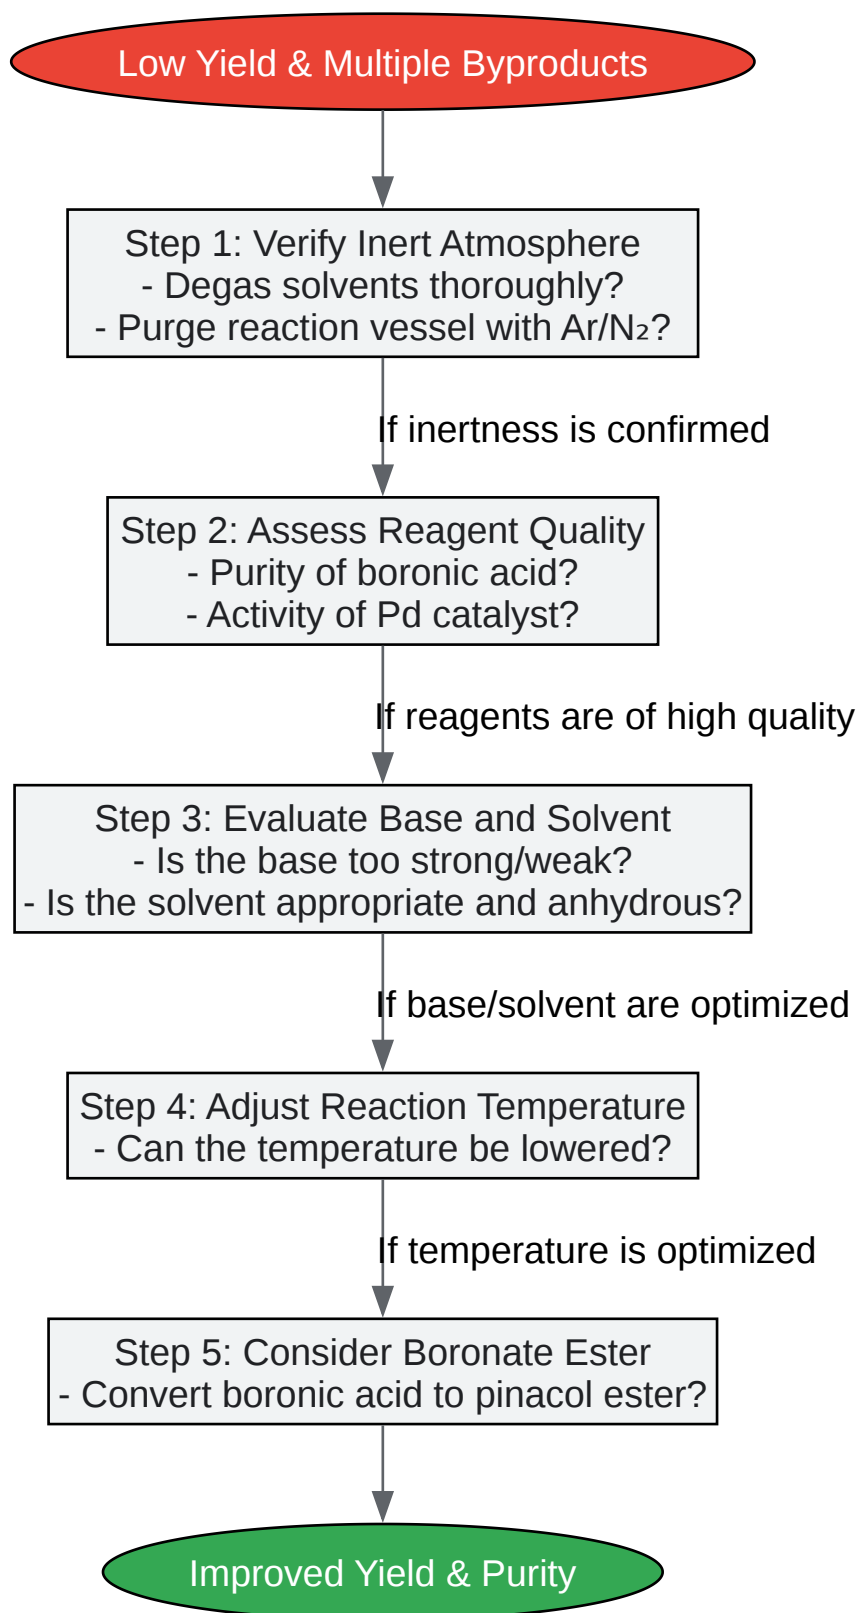 Low Yield & Multiple Byproducts
Step 1: Verify Inert Atmosphere
- Degas solvents thoroughly?
- Purge reaction vessel with Ar/N₂?
If inertness is confirmed
Step 2: Assess Reagent Quality
- Purity of boronic acid?
- Activity of Pd catalyst?
If reagents are of high quality
Step 3: Evaluate Base and Solvent
- Is the base too strong/weak?
- Is the solvent appropriate and anhydrous?
If base/solvent are optimized
Step 4: Adjust Reaction Temperature
- Can the temperature be lowered?
If temperature is optimized
Step 5: Consider Boronate Ester
- Convert boronic acid to pinacol ester?
Improved Yield & Purity